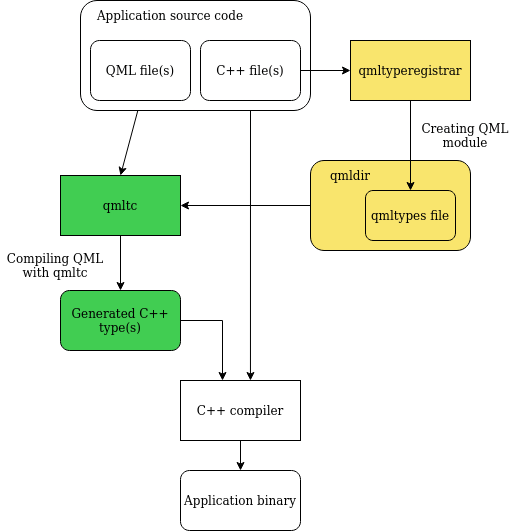 Application source code
QML file(s)
C++ file(s)
qmltyperegistrar
Creating QML
module
qmldir
qmltypes file
qmltc
Compiling QML
with qmltc
Generated C++
type(s)
C++ compiler
Application binary